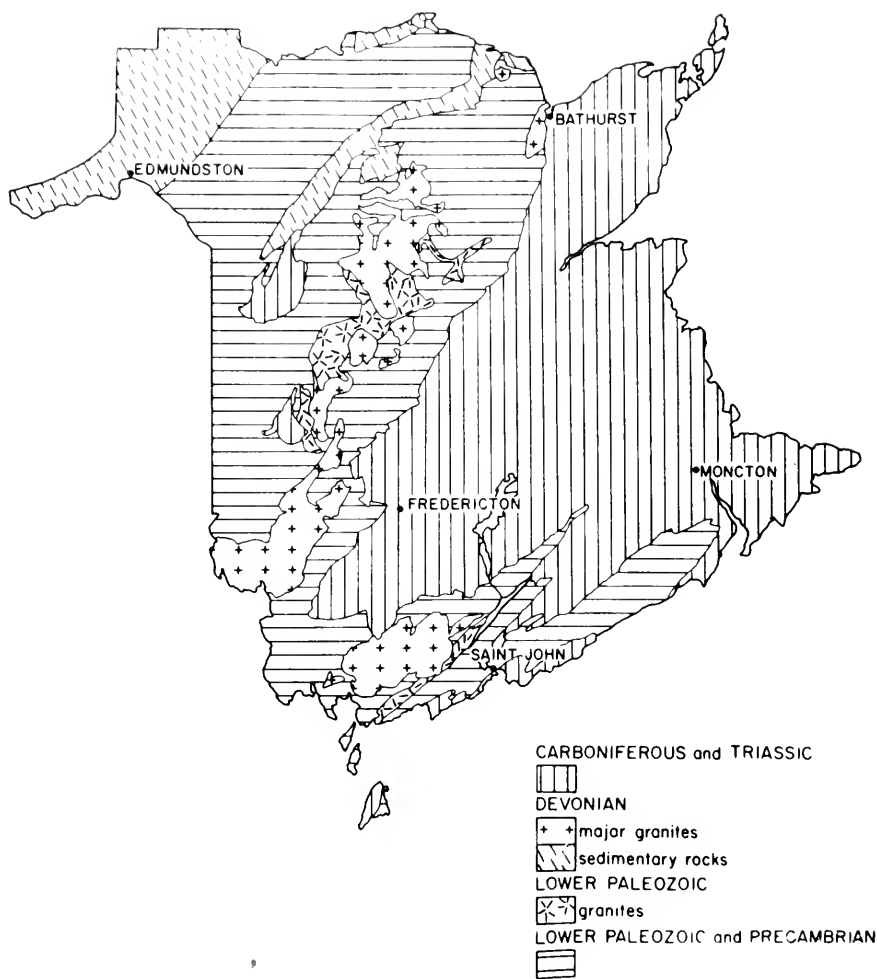 BATHURST
EDMUNDSTON
MONCTON
FREDERICTON
SAINT JOHN
CARBONIFEROUS and TRIASSIC
DEVONIAN
major granites
sedimentary rocks
LOWER PALEOZOIC
granites
LOWER PALEOZOIC and PRECAMBRIAN